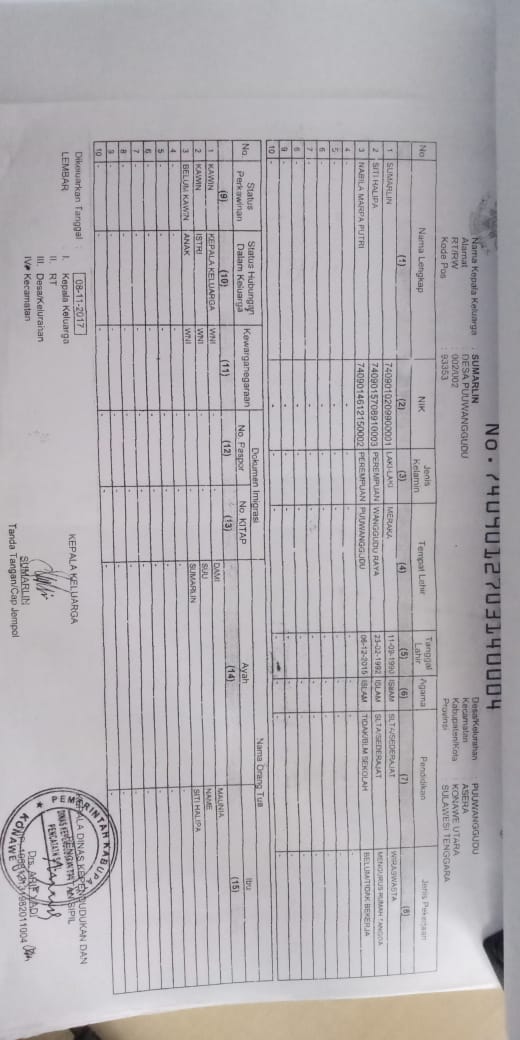 No. 7409012703140004
Nama Kepala Keluarga : SUMARLIN
Alamat : DESA PUUWANGGUDU
RT/RW : 002/002
Kode Pos : 93353
Desa/Kelurahan : PUUWANGGUDU
Kecamatan : ASERA
Kabupaten/Kota : KONAWE UTARA
Provinsi : SULAWESI TENGGARA
No Nama Lengkap NIK Jenis Kelamin Tempat Lahir Tanggal Lahir Agama Pendidikan Jenis Pekerjaan
(1) (2) (3) (4) (5) (6) (7) (8)
1 SUMARLIN 7409010209900001 LAKI-LAKI MERAKA 11-09-1990 ISLAM SLTA/SEDERAJAT WIRASWASTA
2 SITI HALIPA 7409015708910003 PEREMPUAN WANGGUDU RAYA 23-02-1992 ISLAM SLTA/SEDERAJAT MENGURUS RUMAH TANGGA
3 NABILA MARPA PUTRI 7409014612150002 PEREMPUAN PUUWANGGUDU 06-12-2015 ISLAM TIDAK/BLM SEKOLAH BELUM/TIDAK BEKERJA
4 - - - - - - - -
5 - - - - - - - -
6 - - - - - - - -
7 - - - - - - - -
8 - - - - - - - -
9 - - - - - - - -
10 - - - - - - - -
No. Status Perkawinan Status Hubungan Dalam Keluarga Kewarganegaraan Dokumen Imigrasi Nama Orang Tua
No. Paspor No. KITAP Ayah Ibu
(9) (10) (11) (12) (13) (14) (15)
1 KAWIN KEPALA KELUARGA WNI - - DAMI MAUNIA
2 KAWIN ISTRI WNI - - SUU NAME
3 BELUM KAWIN ANAK WNI - - SUMARLIN SITI HALIPA
4 - - - - - - -
5 - - - - - - -
6 - - - - - - -
7 - - - - - - -
8 - - - - - - -
9 - - - - - - -
10 - - - - - - -
Dikeluarkan Tanggal : 08-11-2017
LEMBAR : I. Kepala Keluarga
II. RT
III. Desa/Kelurahan
IV. Kecamatan
KEPALA KELUARGA
SUMARLIN
Tanda Tangan/Cap Jempol
KEPALA DINAS KEPENDUDUKAN DAN
PENCATATAN SIPIL
PEMERINTAH KABUPA
KONAWE U
Drs.